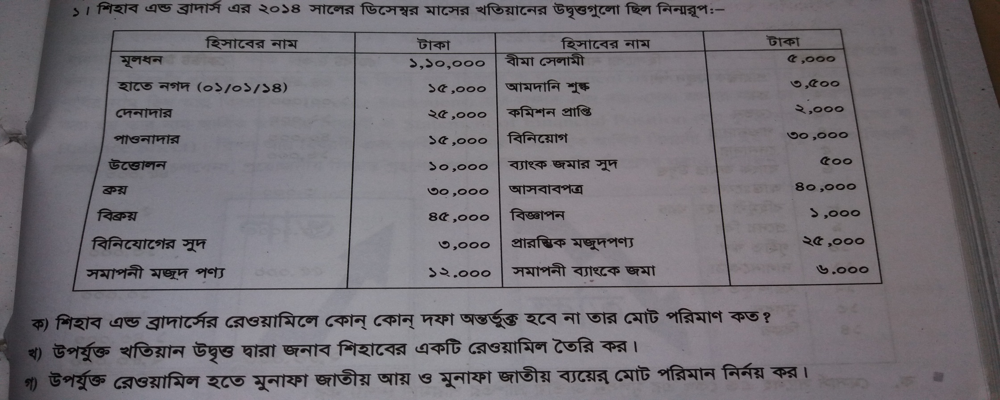 ১। শিহাব এন্ড ব্রাদার্স এর ২০১৪ সালের ডিসেম্বর মাসের খতিয়ানের উদ্বৃত্তগুলো ছিল নিন্মরূপ:–
হিসাবের নাম টাকা হিসাবের নাম টাকা
মূলধন ১,১০,০০০ বীমা সেলামী ৫,০০০
হাতে নগদ (০১/০১/১৪) ১৫,০০০ আমদানি শুল্ক ৩,৫০০
দেনাদার ২৫,০০০ কমিশন প্রাপ্তি ২,০০০
পাওনাদার ১৫,০০০ বিনিয়োগ ৩০,০০০
উত্তোলন ১০,০০০ ব্যাংক জমার সুদ ৫০০
ক্রয় ৩০,০০০ আসবাবপত্র ৪০,০০০
বিক্রয় ৪৫,০০০ বিজ্ঞাপন ১,০০০
বিনিয়োগের সুদ ৩,০০০ প্রারম্ভিক মজুদপণ্য ২৫,০০০
সমাপনী মজুদ পণ্য ১২.০০০ সমাপনী ব্যাংকে জমা ৬.০০০
ক) শিহাব এন্ড ব্রাদার্সের রেওয়ামিলে কোন্ কোন্ দফা অন্তর্ভূক্ত হবে না তার মোট পরিমাণ কত?
খ) উপর্যুক্ত খতিয়ান উদ্বৃত্ত দ্বারা জনাব শিহাবের একটি রেওয়ামিল তৈরি কর।
গ) উপর্যুক্ত রেওয়ামিল হতে মুনাফা জাতীয় আয় ও মুনাফা জাতীয় ব্যয়ের মোট পরিমান নির্নয় কর।